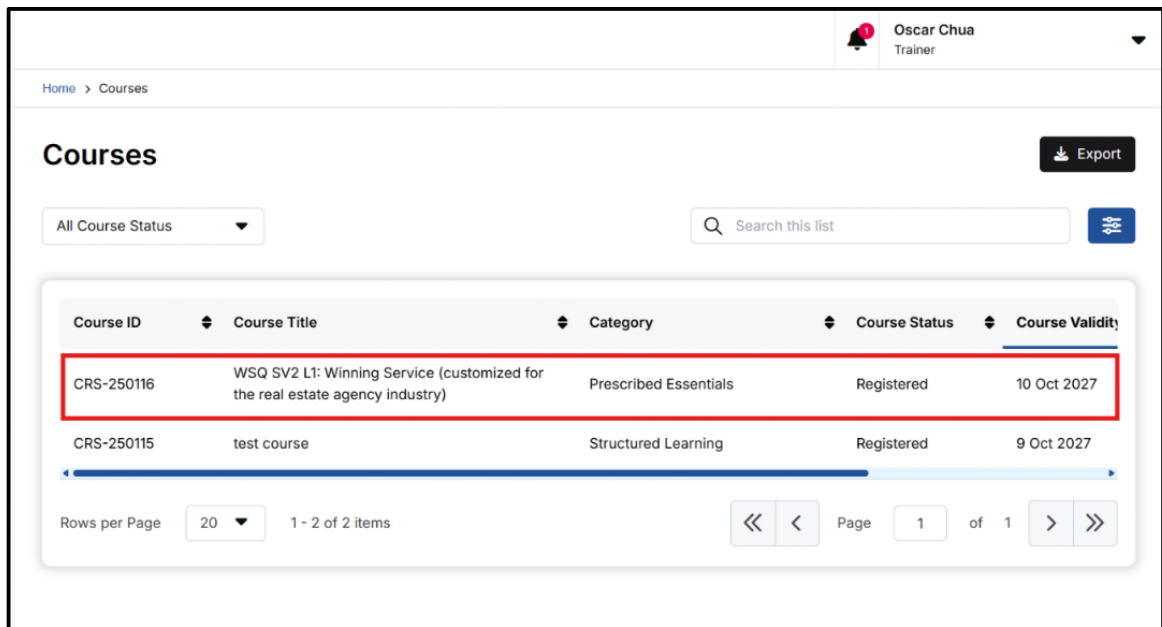 1
Oscar Chua
Trainer
Home > Courses
Courses
Export
All Course Status
Search this list
Course ID
Course Title
Category
Course Status
Course Validity
CRS-250116
WSQ SV2 L1: Winning Service (customized for
the real estate agency industry)
Prescribed Essentials
Registered
10 Oct 2027
CRS-250115
test course
Structured Learning
Registered
9 Oct 2027
Rows per Page
20
1 - 2 of 2 items
Page
1
of 1